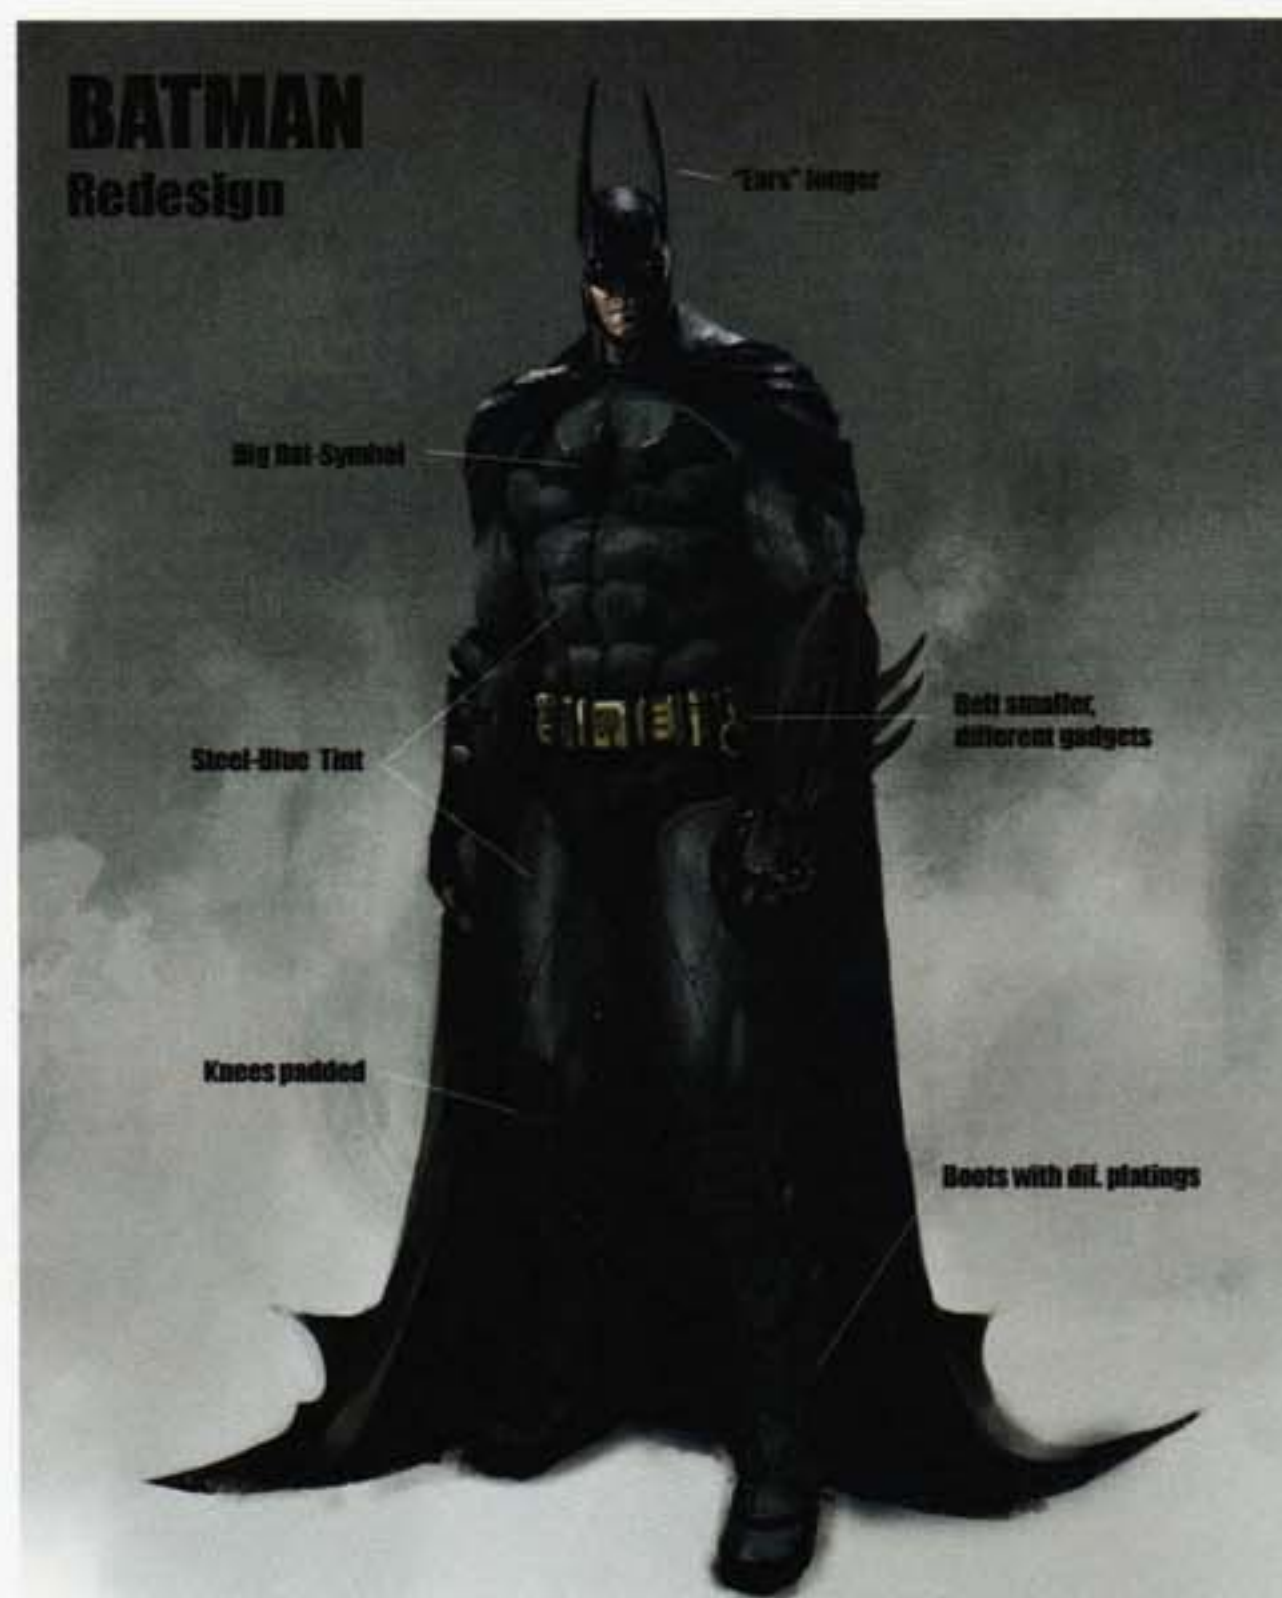 BATMAN
Redesign
"Ears" longer
Big Bat-Symbol
Belt smaller,
different gadgets
Steel-Blue Tint
Knees padded
Boots with dif. platings